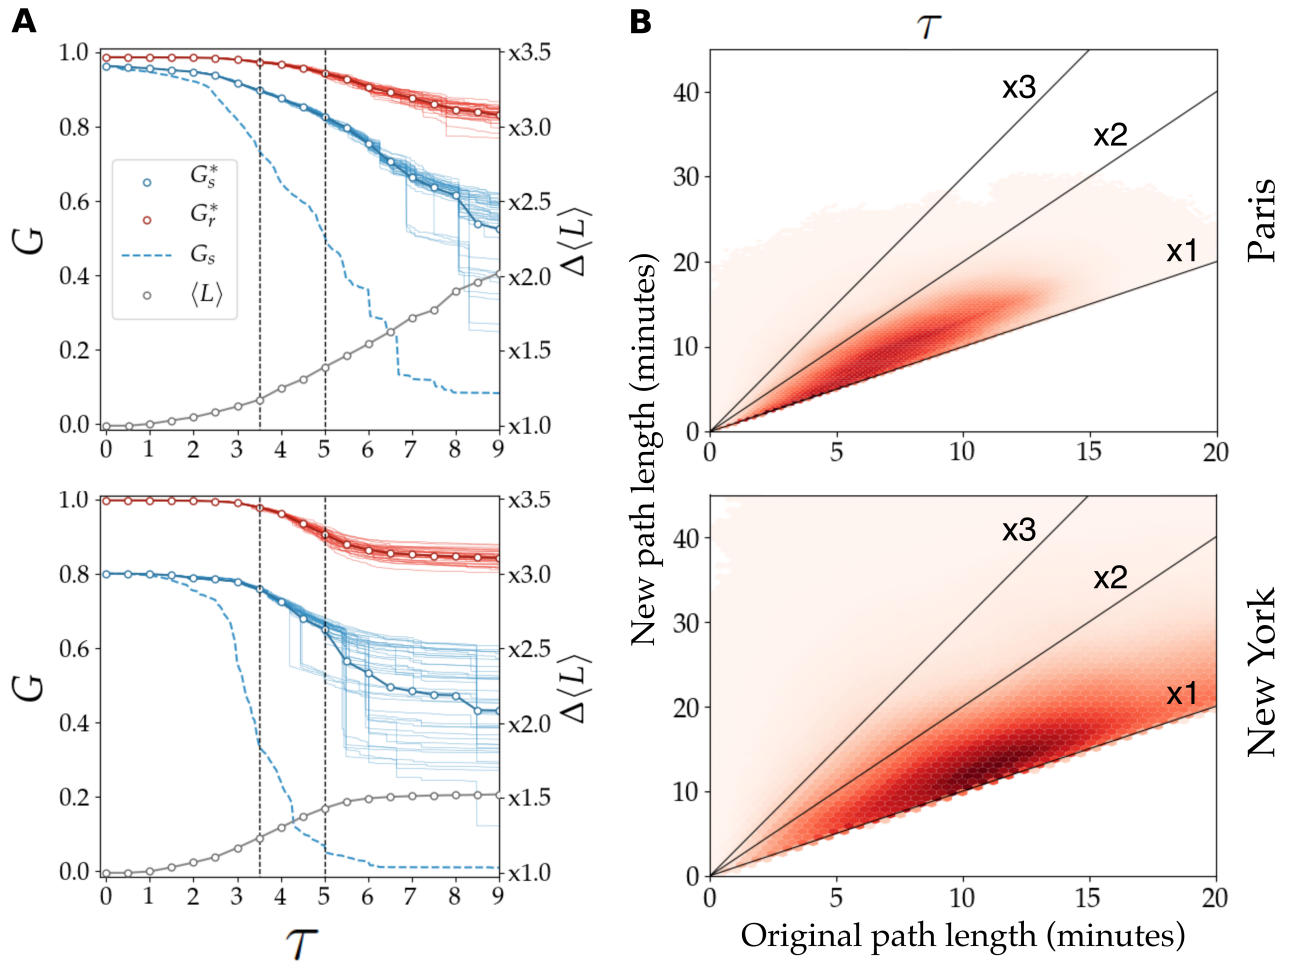 A
1.0
0.8
0.6
0.4
0.2
0.0
G
G*s
G*r
Gs
⟨L⟩
x3.5
x3.0
x2.5
x2.0
x1.5
x1.0
Δ⟨L⟩
0 1 2 3 4 5 6 7 8 9
1.0
0.8
0.6
0.4
0.2
0.0
G
x3.5
x3.0
x2.5
x2.0
x1.5
x1.0
Δ⟨L⟩
0 1 2 3 4 5 6 7 8 9
τ
B
τ
New path length (minutes)
40
30
20
10
0
x3
x2
x1
0 5 10 15 20
Paris
40
30
20
10
0
x3
x2
x1
0 5 10 15 20
New York
Original path length (minutes)